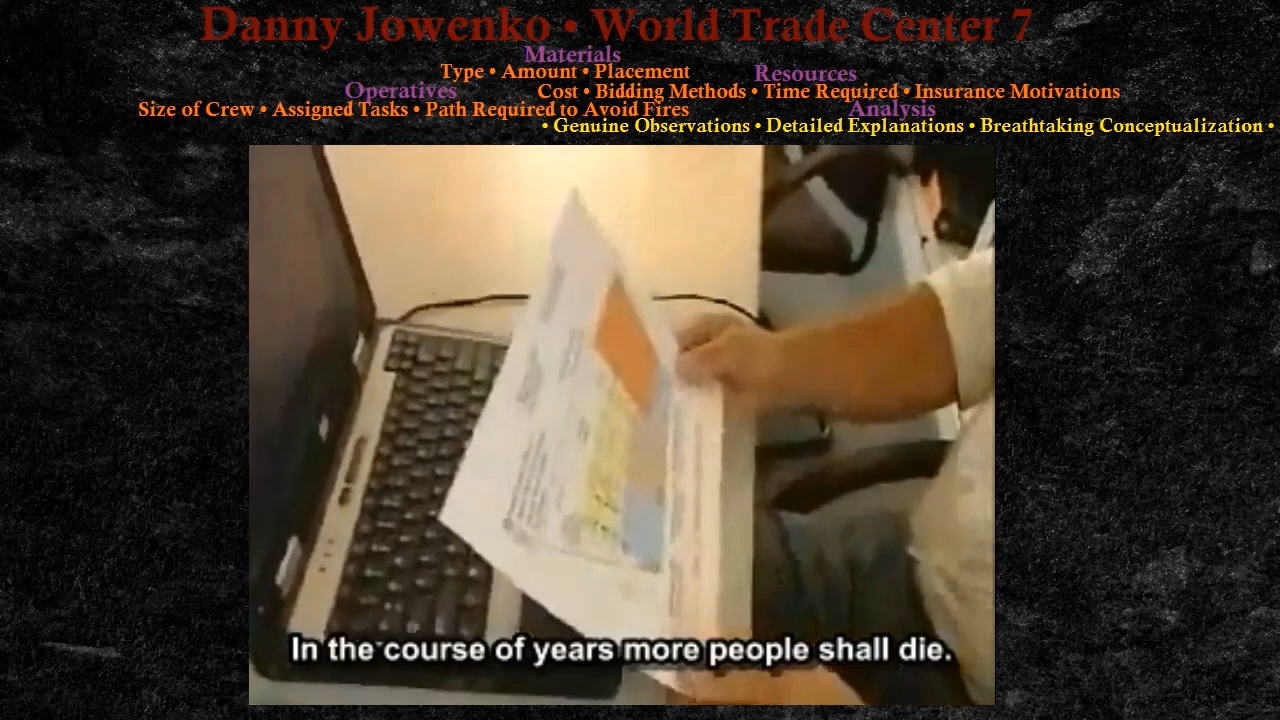 Danny Jowenko • World Trade Center 7
Materials
Type • Amount • Placement
Resources
Operatives
Cost • Bidding Methods • Time Required • Insurance Motivations
Size of Crew • Assigned Tasks • Path Required to Avoid Fires
Analysis
• Genuine Observations • Detailed Explanations • Breathtaking Conceptualization •
In the course of years more people shall die.